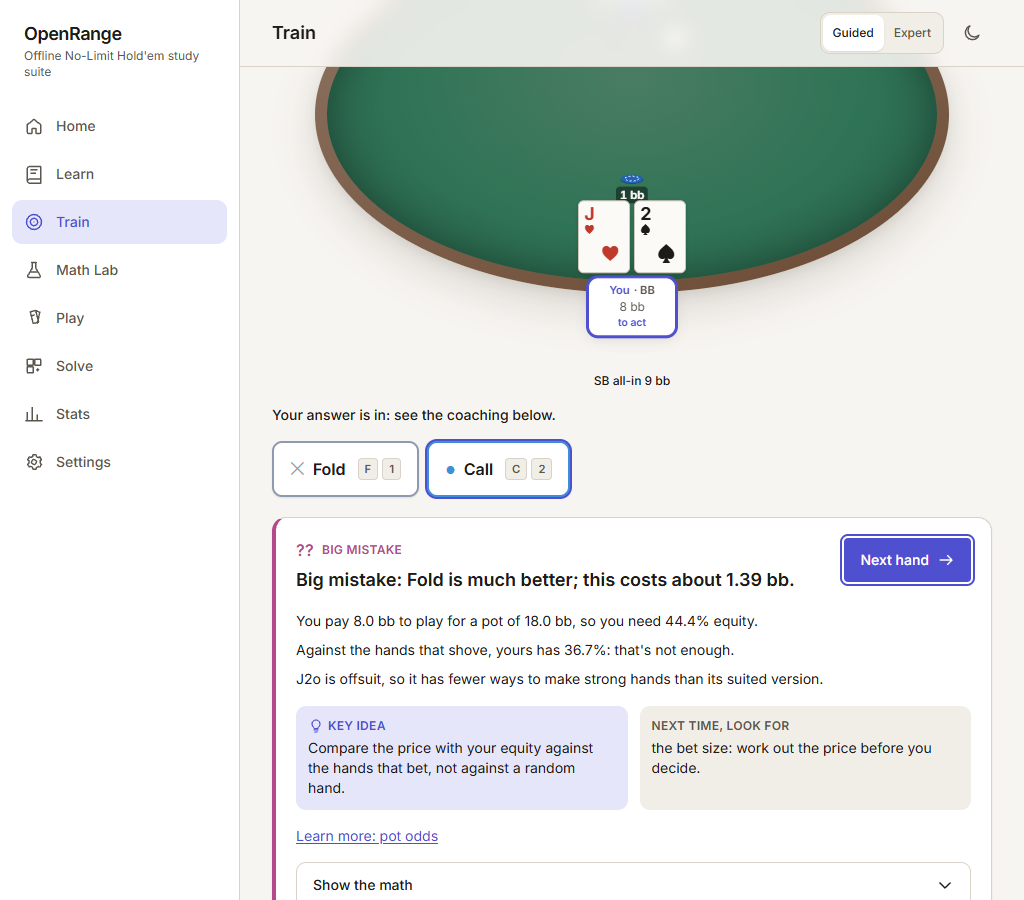 OpenRange
Offline No-Limit Hold'em study
suite
Home
Learn
Train
Math Lab
Play
Solve
Stats
Settings
Train
Guided
Expert
1 bb
J
2
You · BB
8 bb
to act
SB all-in 9 bb
Your answer is in: see the coaching below.
Fold F 1
Call C 2
?? BIG MISTAKE
Big mistake: Fold is much better; this costs about 1.39 bb.
Next hand
You pay 8.0 bb to play for a pot of 18.0 bb, so you need 44.4% equity.
Against the hands that shove, yours has 36.7%: that's not enough.
J2o is offsuit, so it has fewer ways to make strong hands than its suited version.
KEY IDEA
Compare the price with your equity against
the hands that bet, not against a random
hand.
NEXT TIME, LOOK FOR
the bet size: work out the price before you
decide.
Learn more: pot odds
Show the math